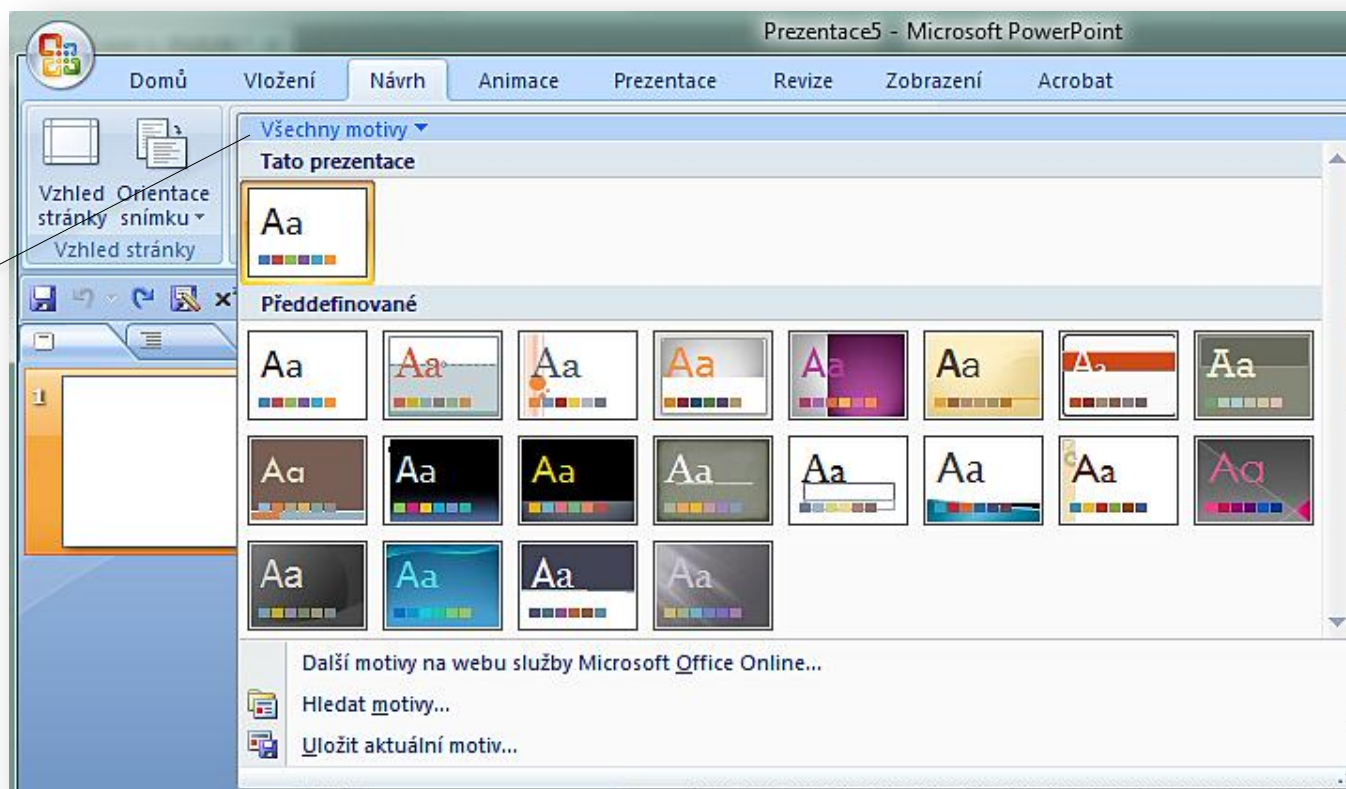 Prezentace5 - Microsoft PowerPoint
Domů Vložení Návrh Animace Prezentace Revize Zobrazení Acrobat
Všechny motivy
Tato prezentace
Vzhled stránky
Orientace snímku
Vzhled stránky
Aa
Předdefinované
Aa Aa Aa Aa Aa Aa Aa Aa
1
Aa Aa Aa Aa Aa Aa Aa Aa
Aa Aa Aa Aa
Další motivy na webu služby Microsoft Office Online...
Hledat motivy...
Uložit aktuální motiv...